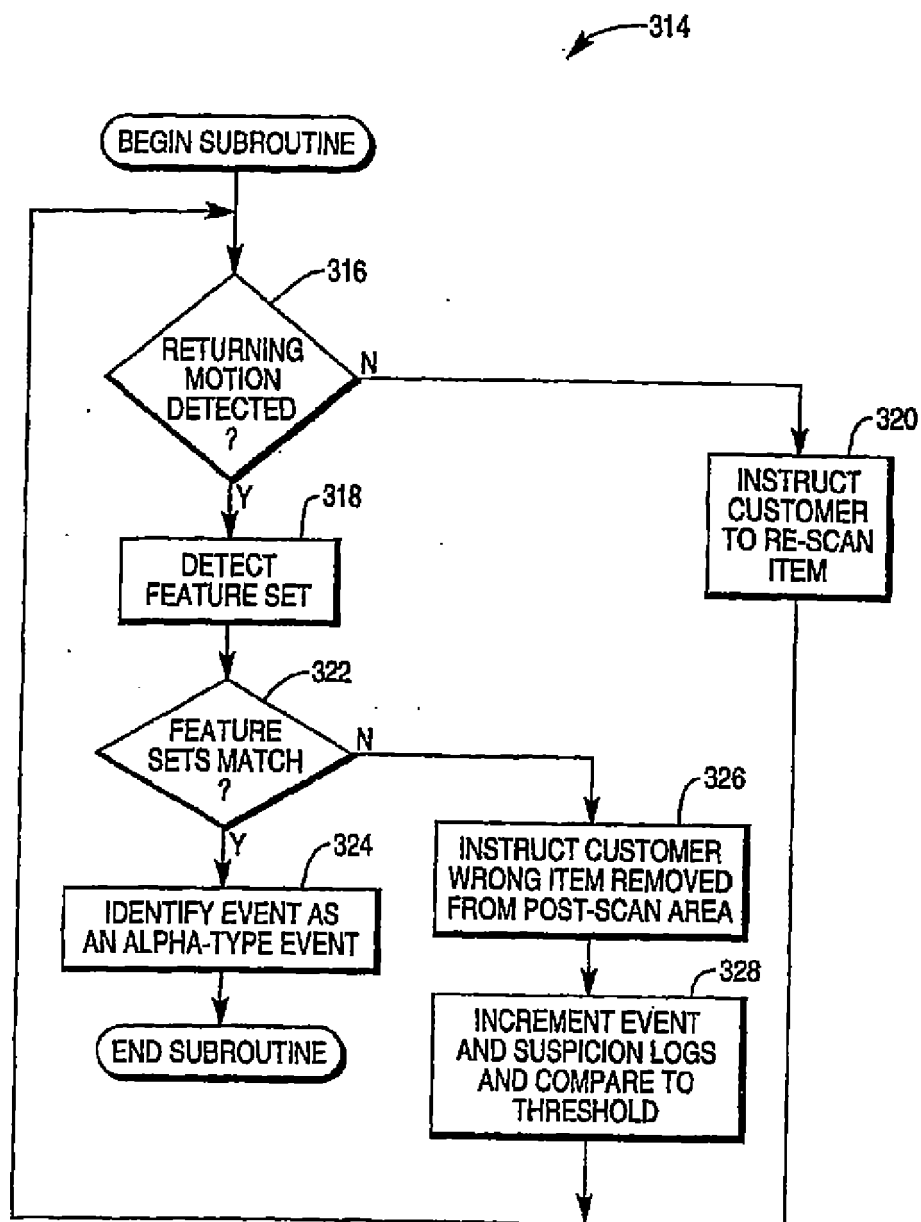 314
BEGIN SUBROUTINE
316
RETURNING
MOTION
DETECTED
?
N
Y
320
INSTRUCT
CUSTOMER
TO RE-SCAN
ITEM
318
DETECT
FEATURE SET
322
FEATURE
SETS MATCH
?
N
Y
324
IDENTIFY EVENT AS
AN ALPHA-TYPE EVENT
END SUBROUTINE
326
INSTRUCT CUSTOMER
WRONG ITEM REMOVED
FROM POST-SCAN AREA
328
INCREMENT EVENT
AND SUSPICION LOGS
AND COMPARE TO
THRESHOLD